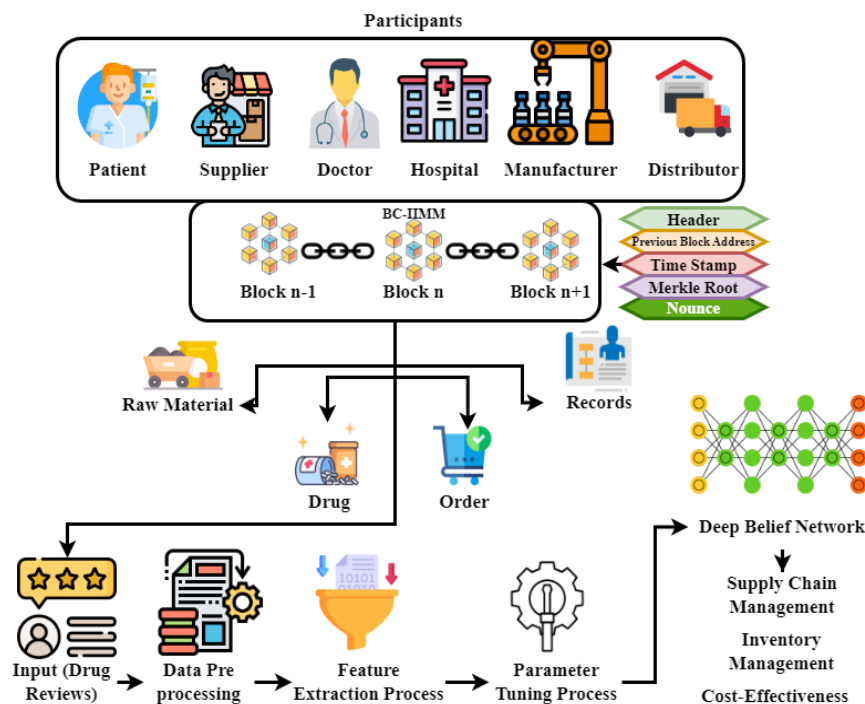 Participants
Patient
Supplier
Doctor
Hospital
Manufacturer
Distributor
BC-IIMM
Block n-1
Block n
Block n+1
Header
Previous Block Address
Time Stamp
Merkle Root
Nounce
Raw Material
Records
Drug
Order
Deep Belief Network
Supply Chain
Management
Inventory
Management
Cost-Effectiveness
10101
01010
Input (Drug
Reviews)
Data Pre
processing
Feature
Extraction Process
Parameter
Tuning Process